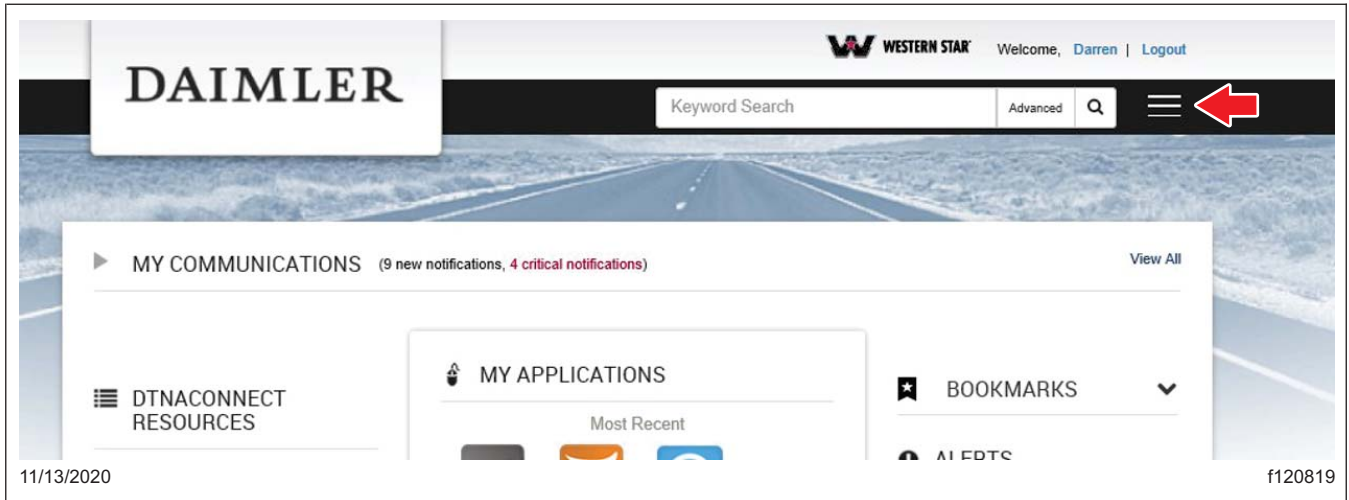 WESTERN STAR Welcome, Darren | Logout
DAIMLER
Keyword Search Advanced
MY COMMUNICATIONS (9 new notifications, 4 critical notifications) View All
MY APPLICATIONS
DTNACONNECT
RESOURCES
BOOKMARKS
Most Recent
ALERTS
11/13/2020 f120819